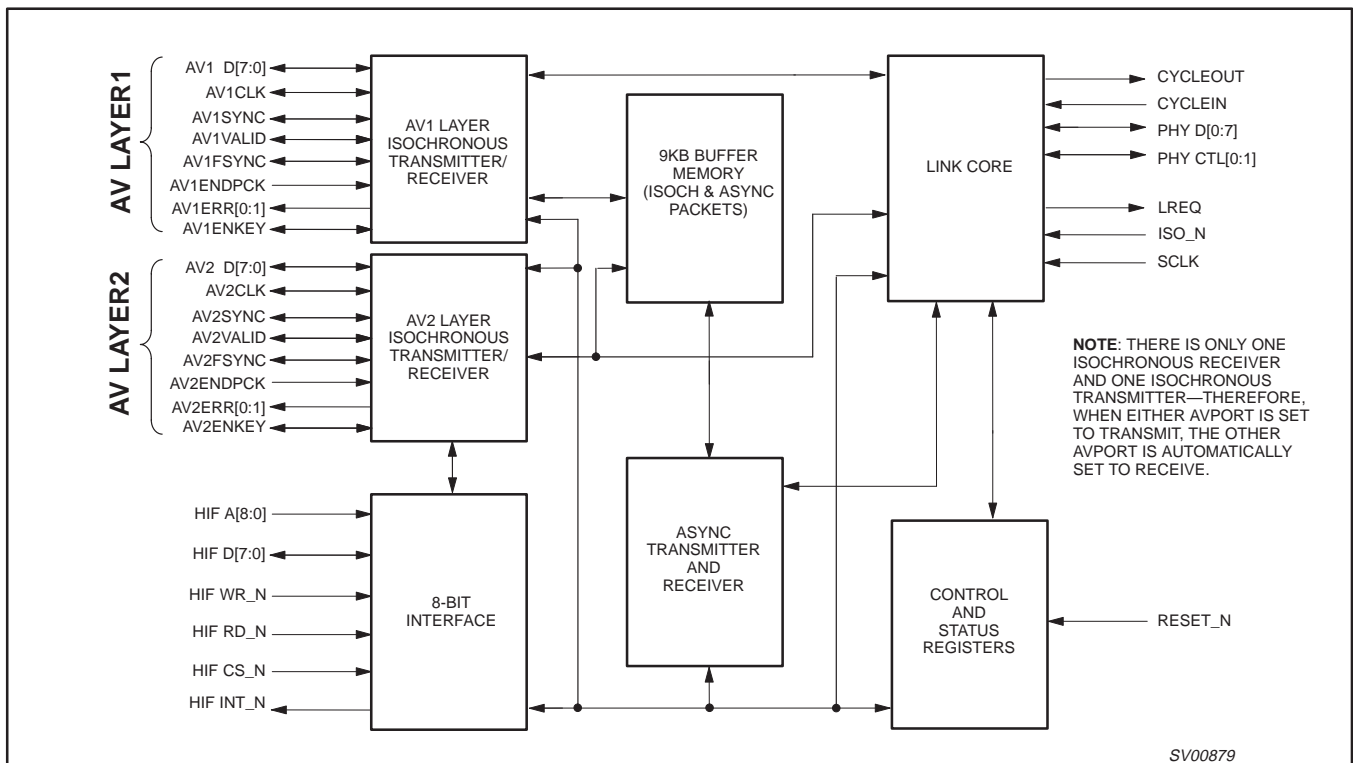 AV LAYER1
AV1 D[7:0]
AV1CLK
AV1SYNC
AV1VALID
AV1FSYNC
AV1ENDPCK
AV1ERR[0:1]
AV1ENKEY
AV LAYER2
AV2 D[7:0]
AV2CLK
AV2SYNC
AV2VALID
AV2FSYNC
AV2ENDPCK
AV2ERR[0:1]
AV2ENKEY
HIF A[8:0]
HIF D[7:0]
HIF WR_N
HIF RD_N
HIF CS_N
HIF INT_N
AV1 LAYER
ISOCHRONOUS
TRANSMITTER/
RECEIVER
AV2 LAYER
ISOCHRONOUS
TRANSMITTER/
RECEIVER
8-BIT
INTERFACE
9KB BUFFER
MEMORY
(ISOCH & ASYNC
PACKETS)
ASYNC
TRANSMITTER
AND
RECEIVER
LINK CORE
CONTROL
AND
STATUS
REGISTERS
CYCLEOUT
CYCLEIN
PHY D[0:7]
PHY CTL[0:1]
LREQ
ISO_N
SCLK
NOTE: THERE IS ONLY ONE
ISOCHRONOUS RECEIVER
AND ONE ISOCHRONOUS
TRANSMITTER—THEREFORE,
WHEN EITHER AVPORT IS SET
TO TRANSMIT, THE OTHER
AVPORT IS AUTOMATICALLY
SET TO RECEIVE.
RESET_N
SV00879